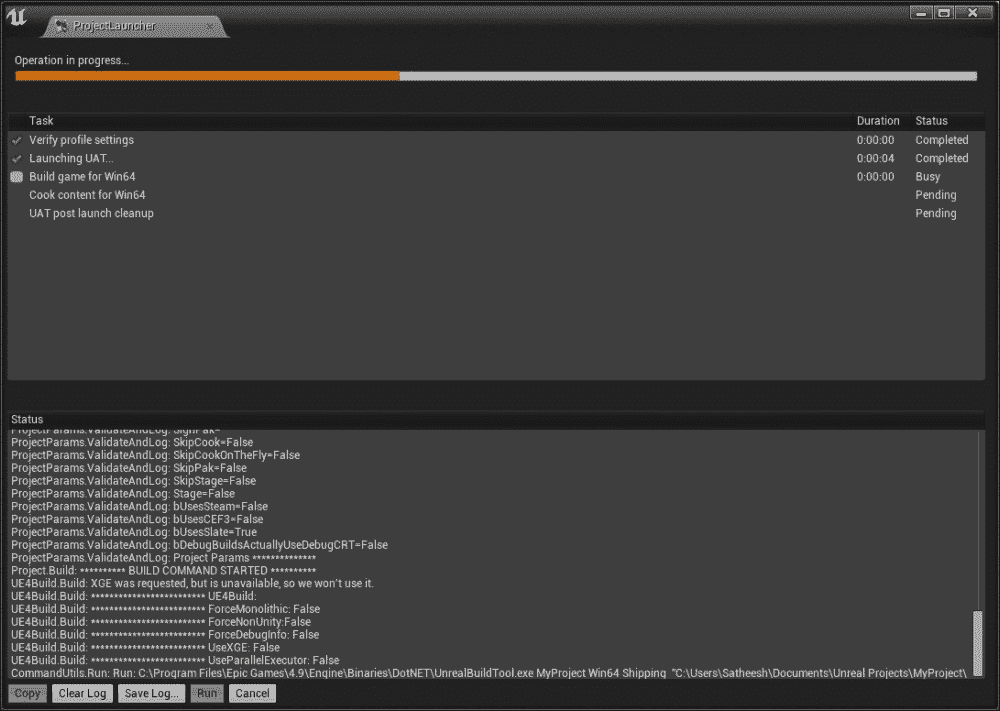 ProjectLauncher
Operation in progress...
Task Duration Status
Verify profile settings 0:00:00 Completed
Launching UAT... 0:00:04 Completed
Build game for Win64 0:00:00 Busy
Cook content for Win64 Pending
UAT post launch cleanup Pending
Status
ProjectParams.ValidateAndLog: SignPak=
ProjectParams.ValidateAndLog: SkipCook=False
ProjectParams.ValidateAndLog: SkipCookOnTheFly=False
ProjectParams.ValidateAndLog: SkipPak=False
ProjectParams.ValidateAndLog: SkipStage=False
ProjectParams.ValidateAndLog: Stage=False
ProjectParams.ValidateAndLog: bUsesSteam=False
ProjectParams.ValidateAndLog: bUsesCEF3=False
ProjectParams.ValidateAndLog: bUsesSlate=True
ProjectParams.ValidateAndLog: bDebugBuildsActuallyUseDebugCRT=False
ProjectParams.ValidateAndLog: Project Params **************
Project.Build: ********** BUILD COMMAND STARTED **********
UE4Build.Build: XGE was requested, but is unavailable, so we won't use it.
UE4Build.Build: ************************* UE4Build:
UE4Build.Build: ************************* ForceMonolithic: False
UE4Build.Build: ************************* ForceNonUnity:False
UE4Build.Build: ************************* ForceDebugInfo: False
UE4Build.Build: ************************* UseXGE: False
UE4Build.Build: ************************* UseParallelExecutor: False
CommandUtils.Run: Run: C:\Program Files\Epic Games\4.9\Engine\Binaries\DotNET\UnrealBuildTool.exe MyProject Win64 Shipping "C:\Users\Satheesh\Documents\Unreal Projects\MyProject\
Copy Clear Log Save Log... Run Cancel